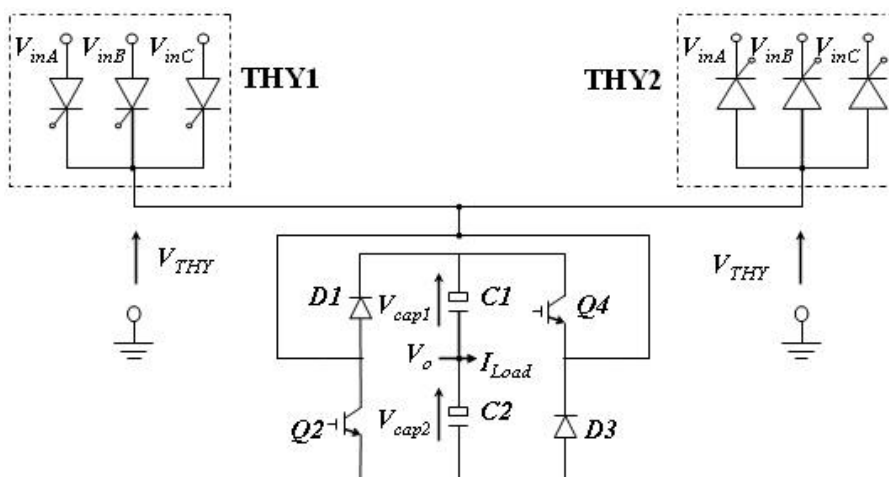 VinA VinB VinC
THY1
VinA VinB VinC
THY2
VTHY
VTHY
D1
Vcap1
C1
Q4
Vo
ILoad
Q2
Vcap2
C2
D3